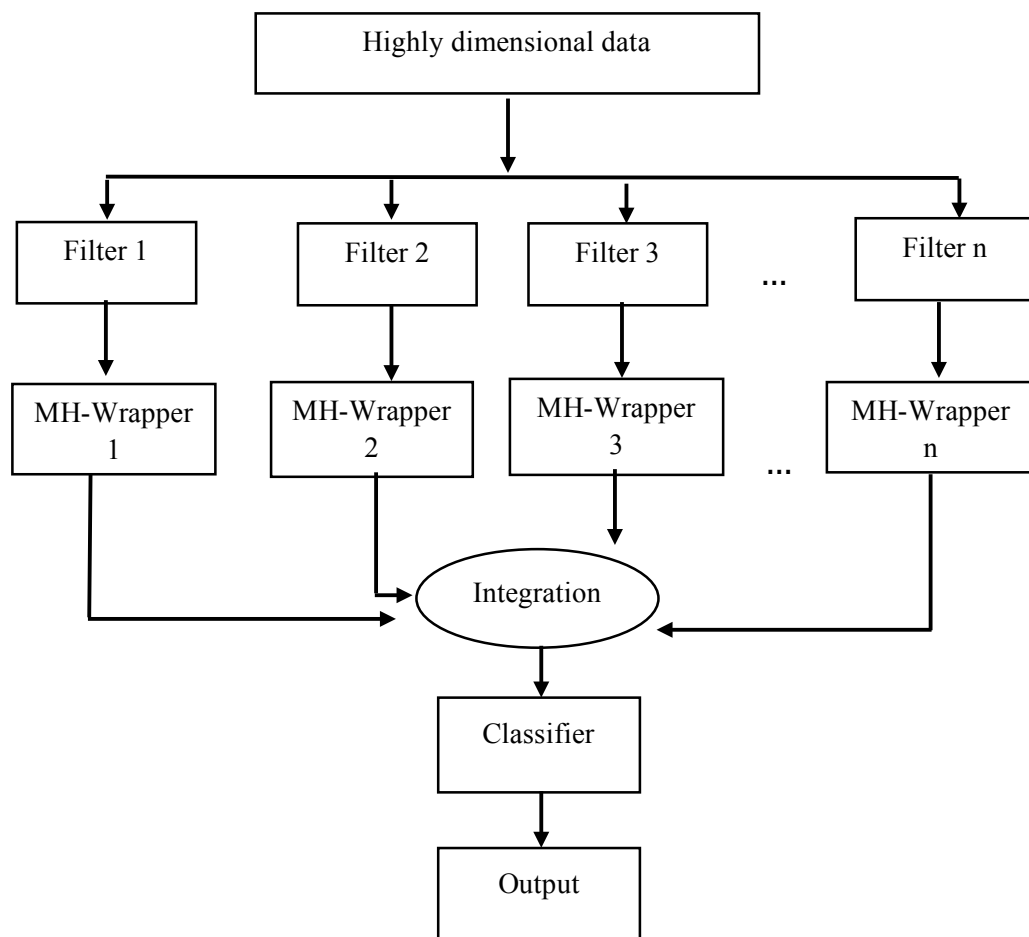 Highly dimensional data
Filter 1
Filter 2
Filter 3
...
Filter n
MH-Wrapper
1
MH-Wrapper
2
MH-Wrapper
3
...
MH-Wrapper
n
Integration
Classifier
Output